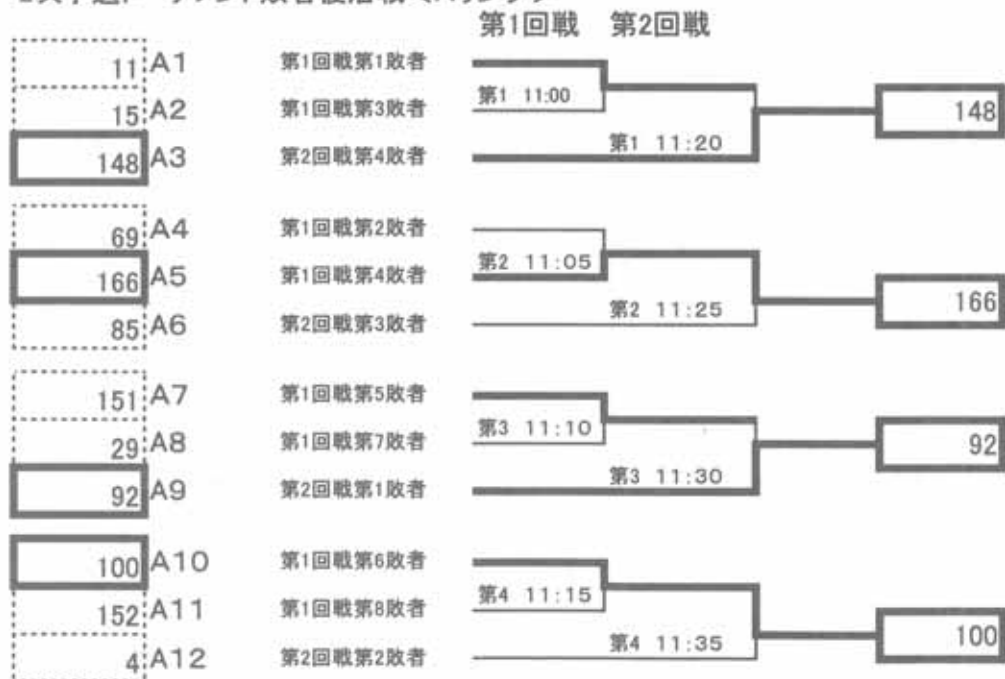 第1回戦 第2回戦
11 A1 第1回戦第1敗者
15 A2 第1回戦第3敗者 第1 11:00
148 A3 第2回戦第4敗者 第1 11:20 148
69 A4 第1回戦第2敗者
166 A5 第1回戦第4敗者 第2 11:05
85 A6 第2回戦第3敗者 第2 11:25 166
151 A7 第1回戦第5敗者
29 A8 第1回戦第7敗者 第3 11:10
92 A9 第2回戦第1敗者 第3 11:30 92
100 A10 第1回戦第6敗者
152 A11 第1回戦第8敗者 第4 11:15
4 A12 第2回戦第2敗者 第4 11:35 100